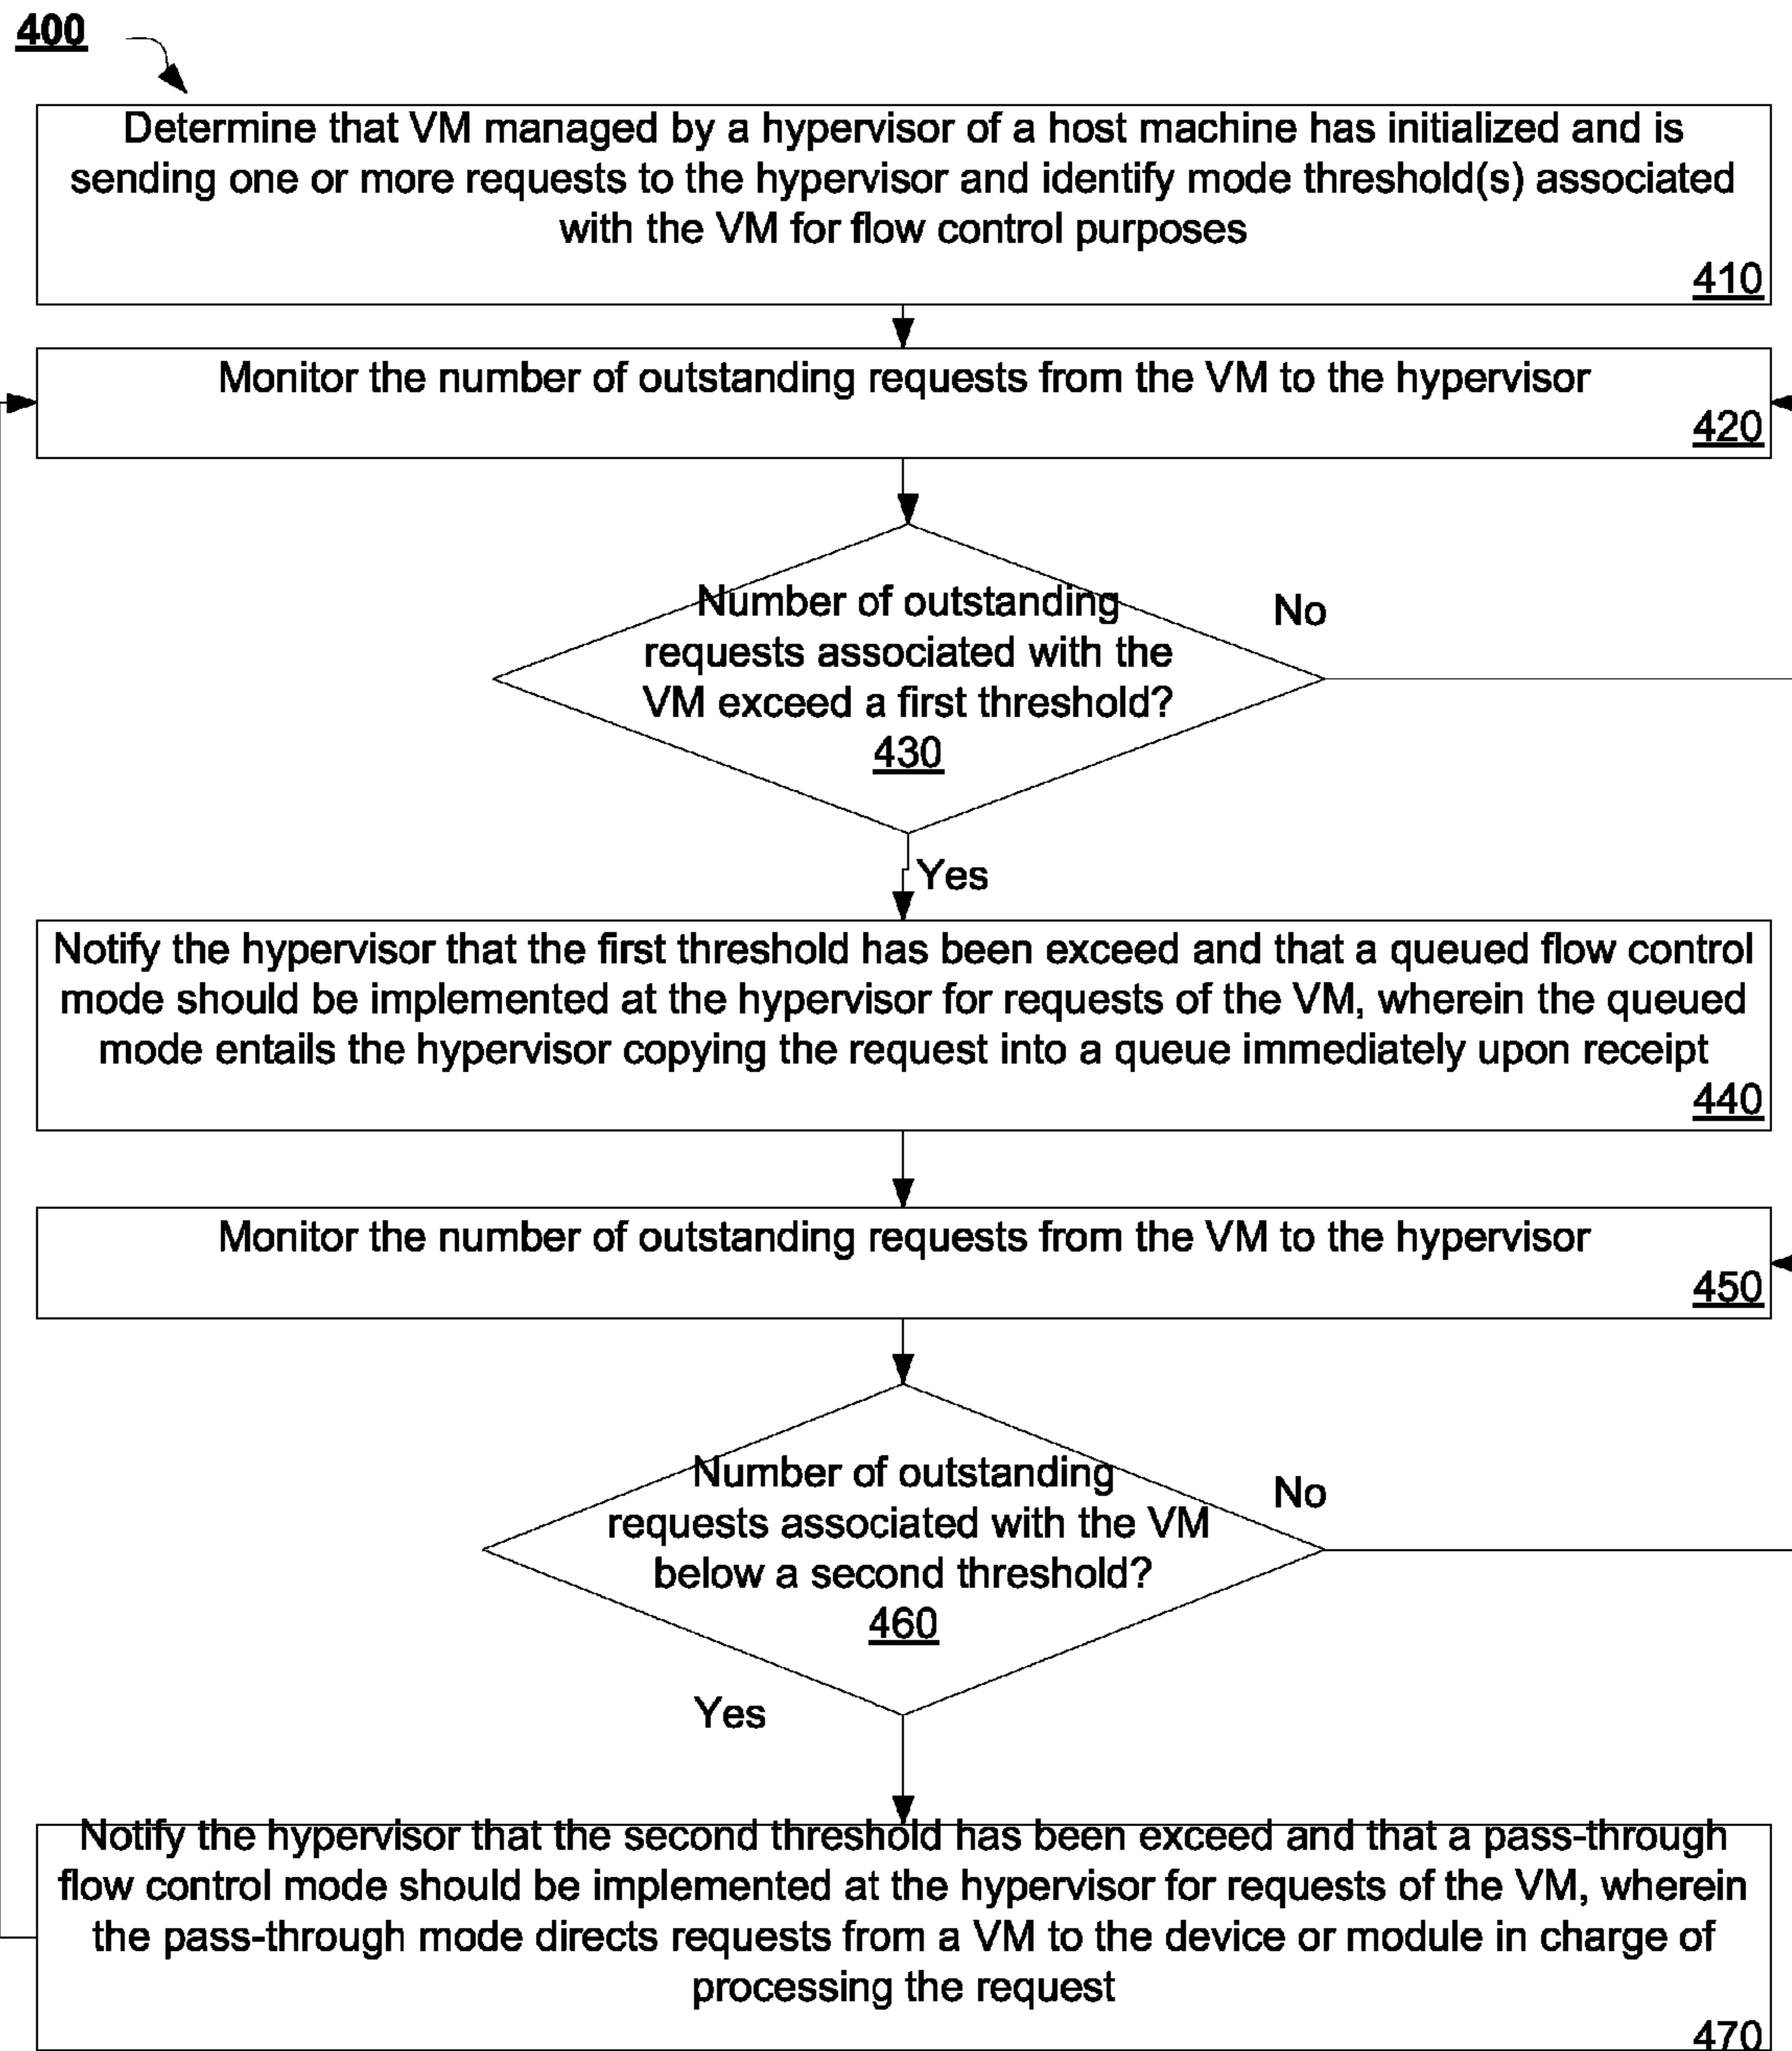 400
Determine that VM managed by a hypervisor of a host machine has initialized and is
sending one or more requests to the hypervisor and identify mode threshold(s) associated
with the VM for flow control purposes
410
Monitor the number of outstanding requests from the VM to the hypervisor
420
Number of outstanding
requests associated with the
VM exceed a first threshold?
430
No
Yes
Notify the hypervisor that the first threshold has been exceed and that a queued flow control
mode should be implemented at the hypervisor for requests of the VM, wherein the queued
mode entails the hypervisor copying the request into a queue immediately upon receipt
440
Monitor the number of outstanding requests from the VM to the hypervisor
450
Number of outstanding
requests associated with the VM
below a second threshold?
460
No
Yes
Notify the hypervisor that the second threshold has been exceed and that a pass-through
flow control mode should be implemented at the hypervisor for requests of the VM, wherein
the pass-through mode directs requests from a VM to the device or module in charge of
processing the request
470